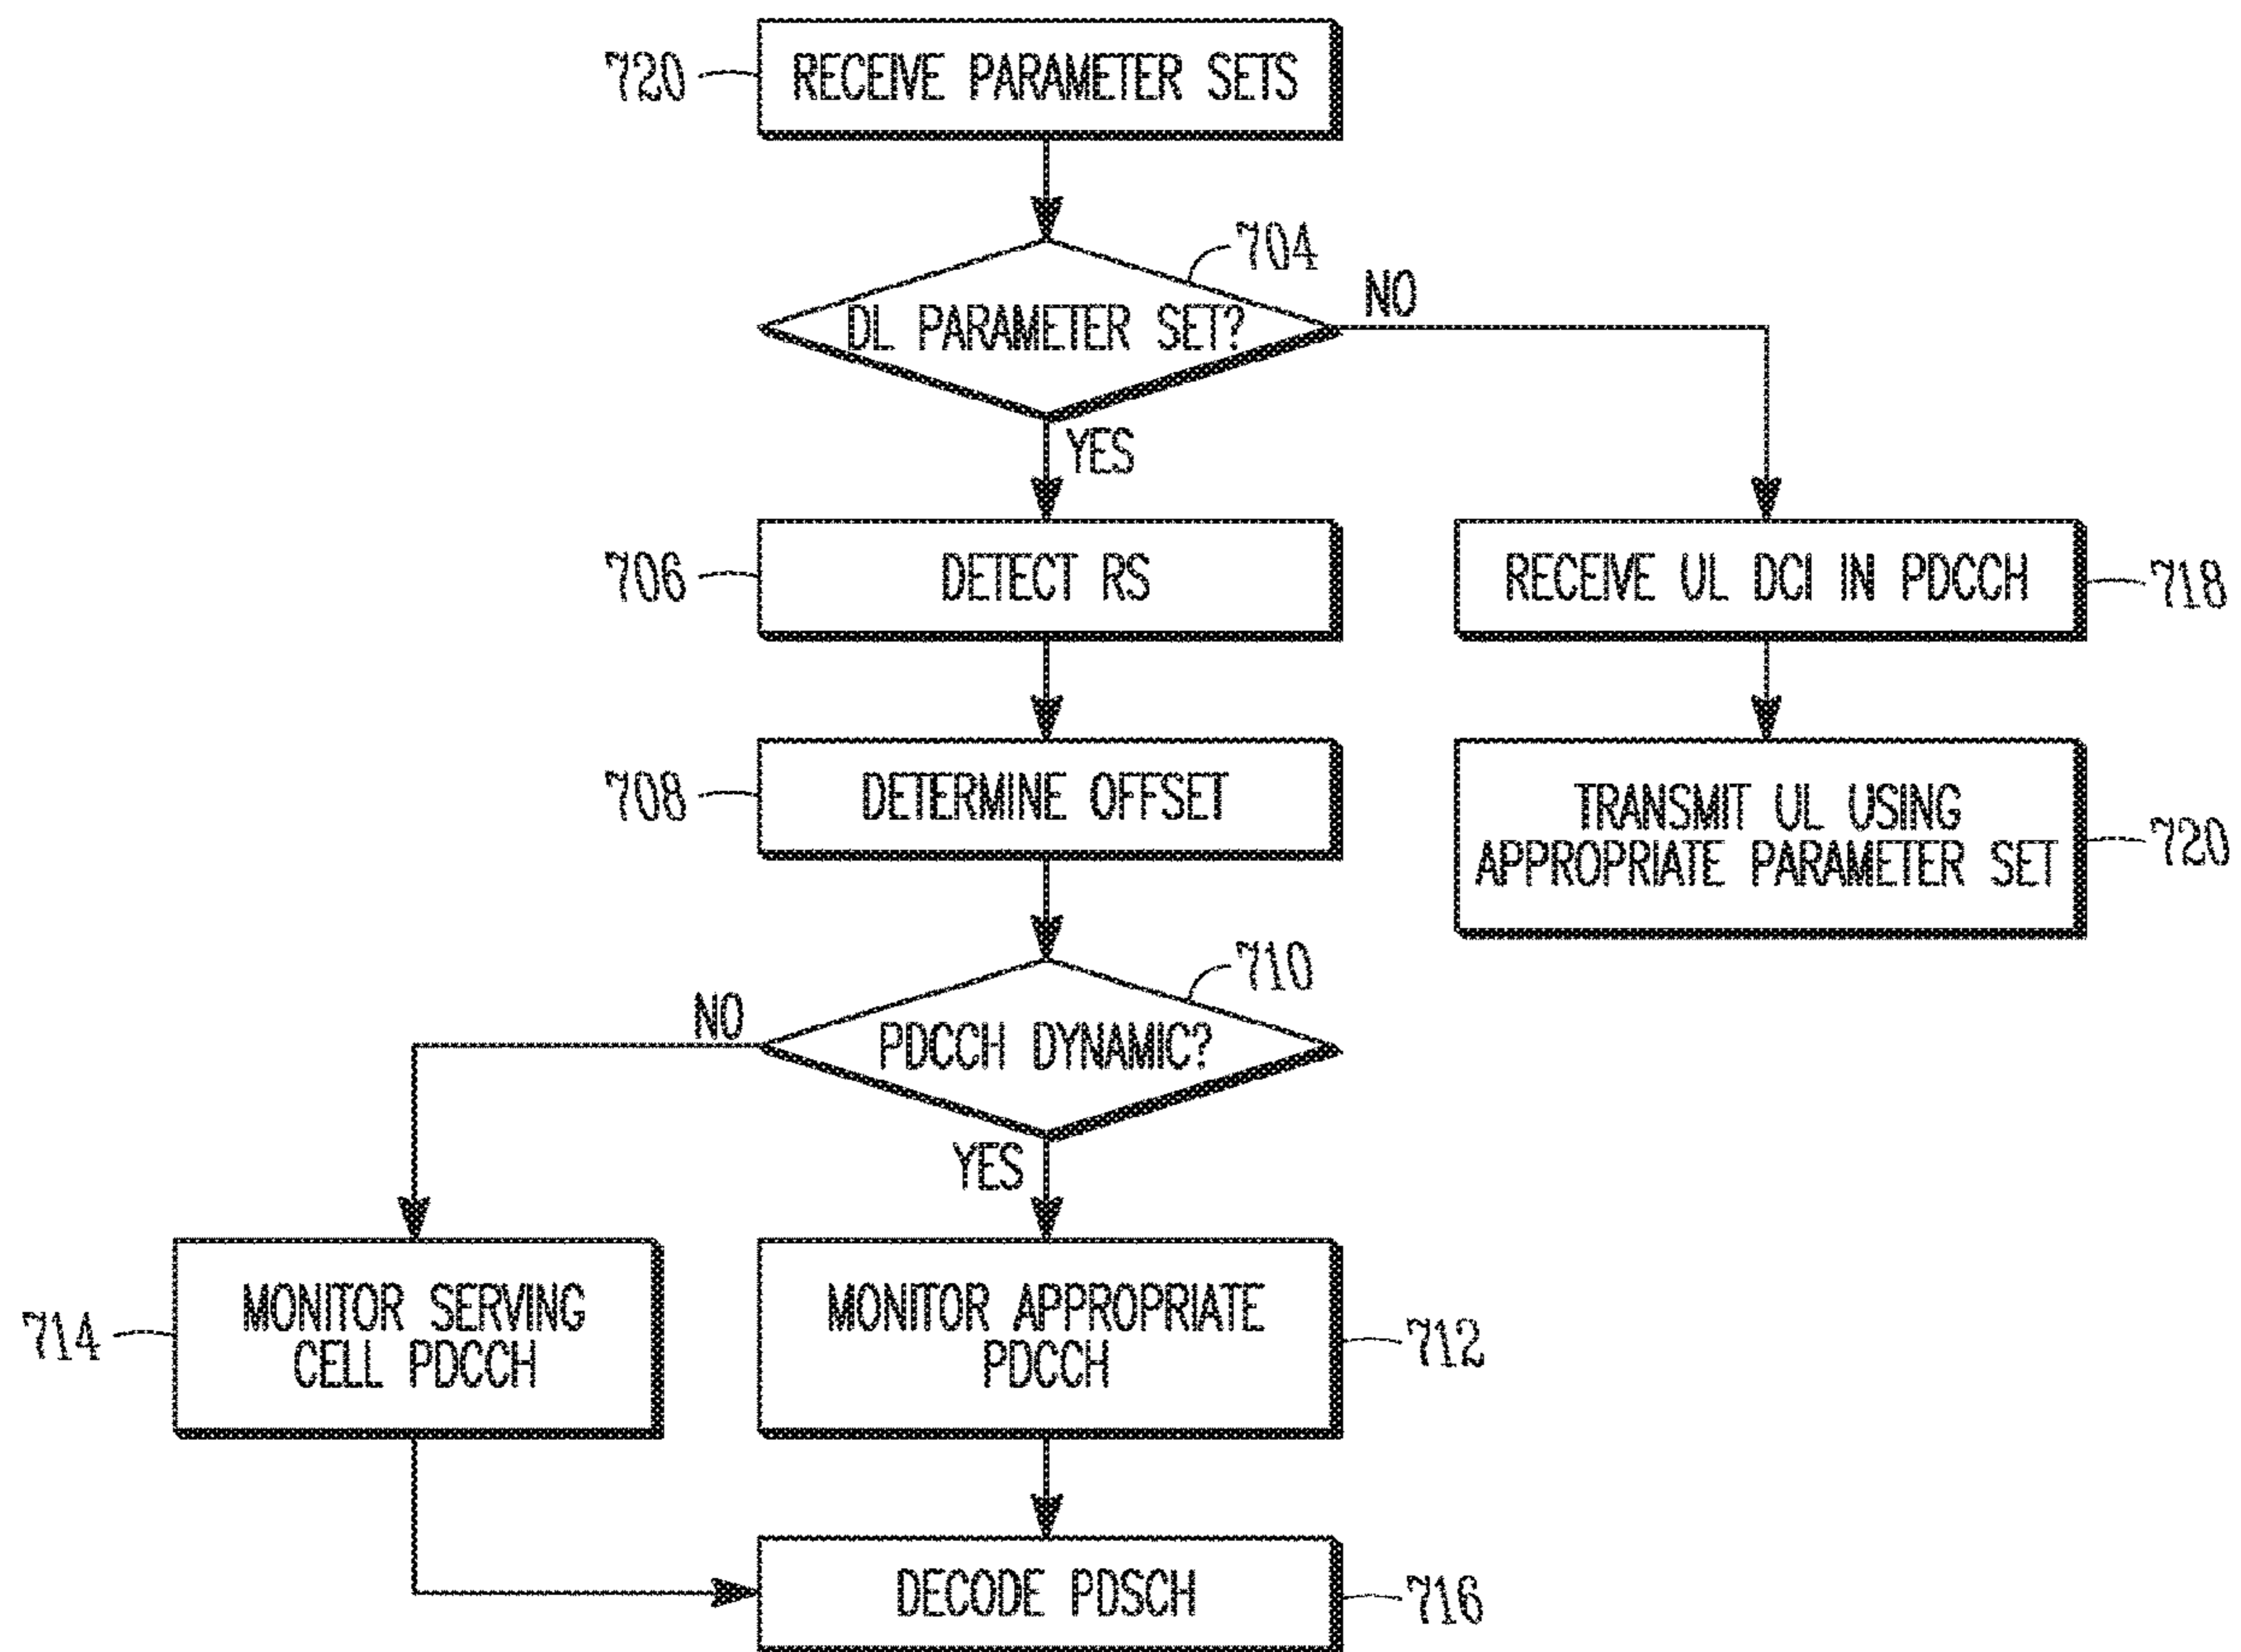 720
RECEIVE PARAMETER SETS
704
DL PARAMETER SET?
NO
YES
706
DETECT RS
RECEIVE UL DCI IN PDCCH
718
708
DETERMINE OFFSET
TRANSMIT UL USING
APPROPRIATE PARAMETER SET
720
710
PDCCH DYNAMIC?
NO
YES
714
MONITOR SERVING
CELL PDCCH
MONITOR APPROPRIATE
PDCCH
712
DECODE PDSCH
716